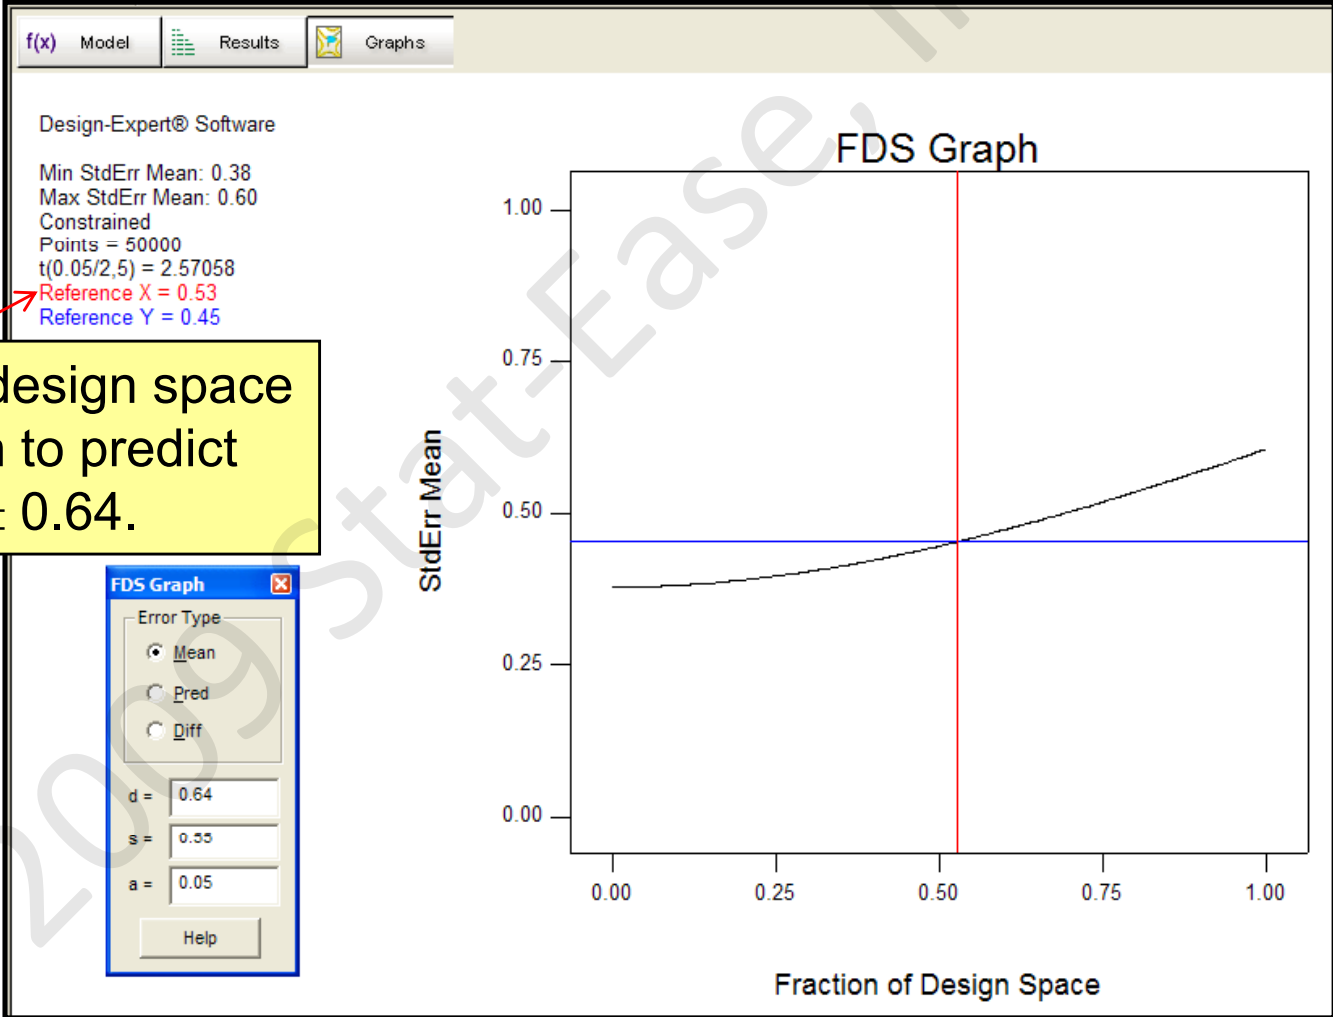 f(x) Model Results Graphs
Design-Expert® Software
Min StdErr Mean: 0.38
Max StdErr Mean: 0.60
Constrained
Points = 50000
t(0.05/2,5) = 2.57058
Reference X = 0.53
Reference Y = 0.45
design space
to predict
± 0.64.
FDS Graph
Error Type
Mean
Pred
Diff
d = 0.64
s = 0.55
a = 0.05
Help
FDS Graph
1.00
0.75
0.50
0.25
0.00
StdErr Mean
0.00 0.25 0.50 0.75 1.00
Fraction of Design Space
2009 Stat-Ease,